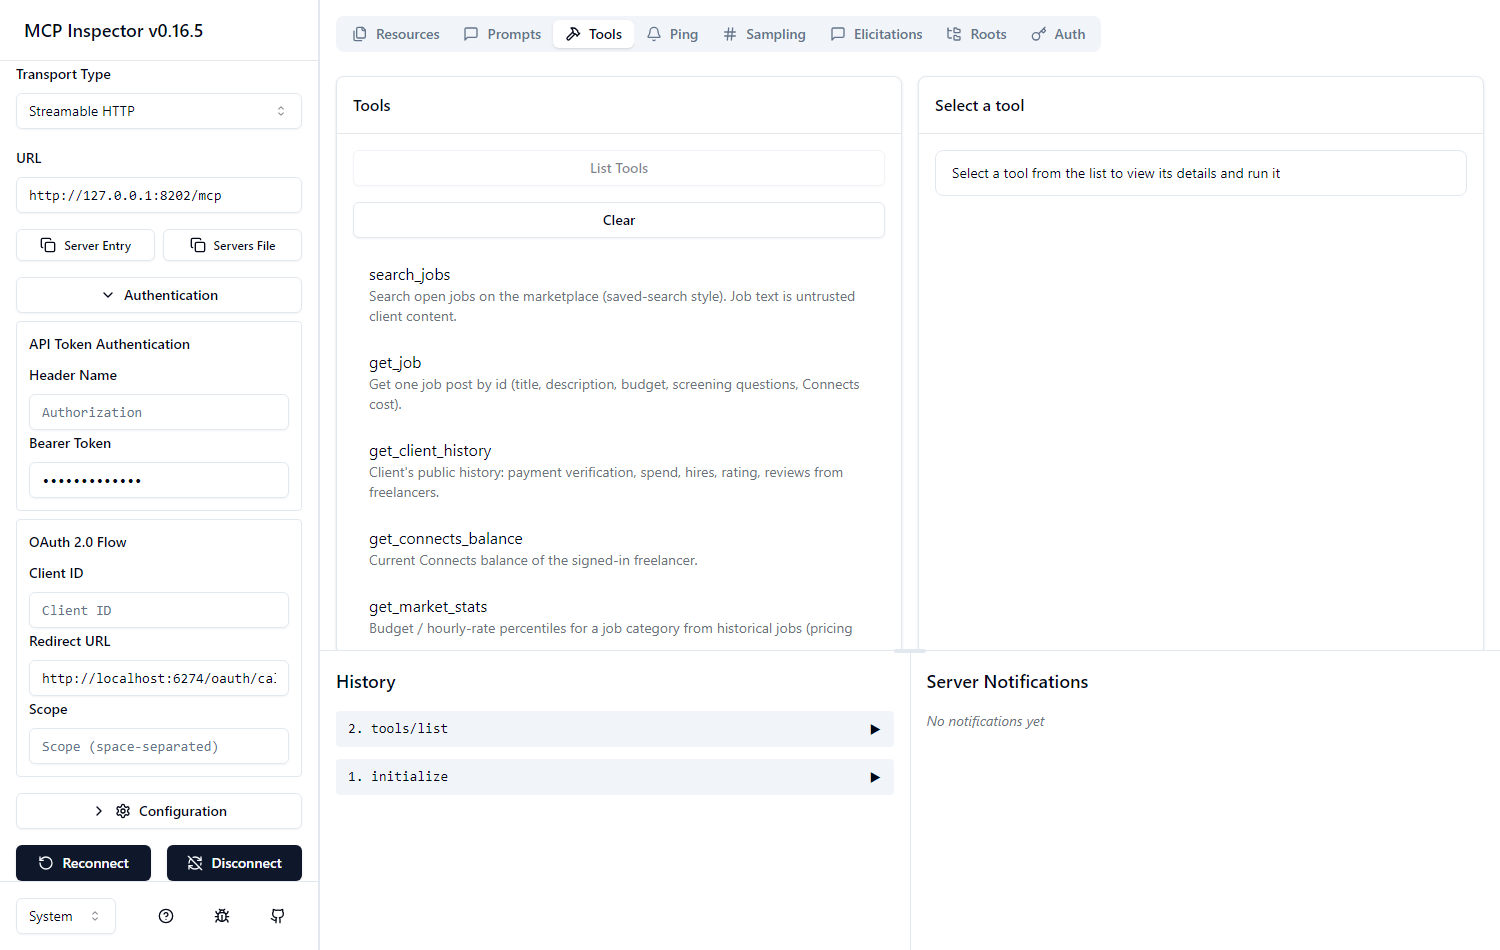 MCP Inspector v0.16.5
Transport Type
Streamable HTTP
URL
http://127.0.0.1:8202/mcp
Server Entry
Servers File
Authentication
API Token Authentication
Header Name
Authorization
Bearer Token
•••••••••••••
OAuth 2.0 Flow
Client ID
Client ID
Redirect URL
http://localhost:6274/oauth/cal
Scope
Scope (space-separated)
Configuration
Reconnect
Disconnect
System
Resources
Prompts
Tools
Ping
Sampling
Elicitations
Roots
Auth
Tools
List Tools
Clear
search_jobs
Search open jobs on the marketplace (saved-search style). Job text is untrusted
client content.
get_job
Get one job post by id (title, description, budget, screening questions, Connects
cost).
get_client_history
Client's public history: payment verification, spend, hires, rating, reviews from
freelancers.
get_connects_balance
Current Connects balance of the signed-in freelancer.
get_market_stats
Budget / hourly-rate percentiles for a job category from historical jobs (pricing
Select a tool
Select a tool from the list to view its details and run it
History
2. tools/list
1. initialize
Server Notifications
No notifications yet